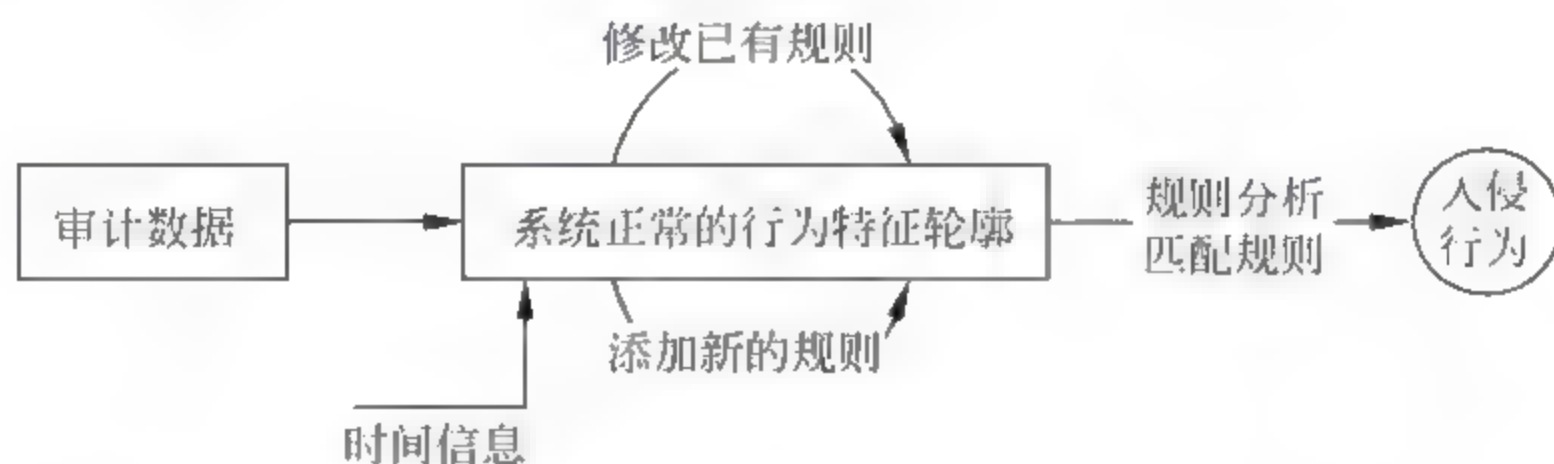 修改已有规则
审计数据
系统正常的行为特征轮廓
规则分析
匹配规则
入侵
行为
添加新的规则
时间信息